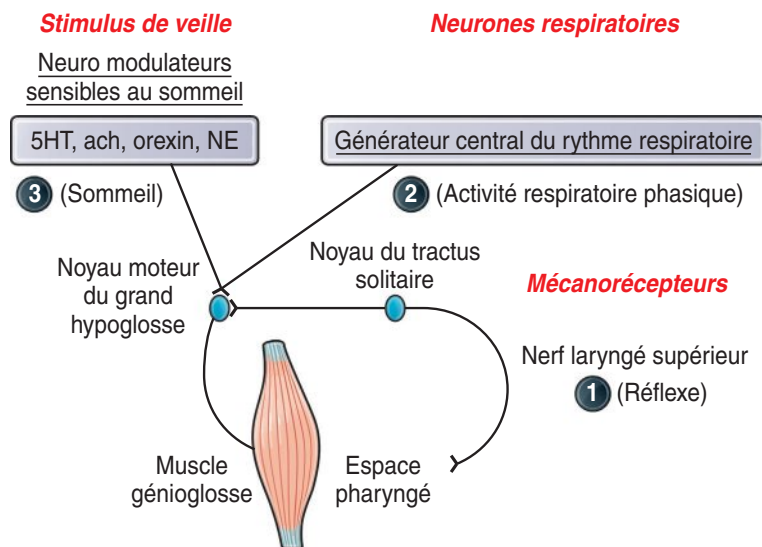 Stimulus de veille
Neurones respiratoires
Neuro modulateurs
sensibles au sommeil
5HT, ach, orexin, NE
Générateur central du rythme respiratoire
3 (Sommeil)
2 (Activité respiratoire phasique)
Noyau moteur
du grand
hypoglosse
Noyau du tractus
solitaire
Mécanorécepteurs
Nerf laryngé supérieur
1 (Réflexe)
Muscle
génioglosse
Espace
pharyngé